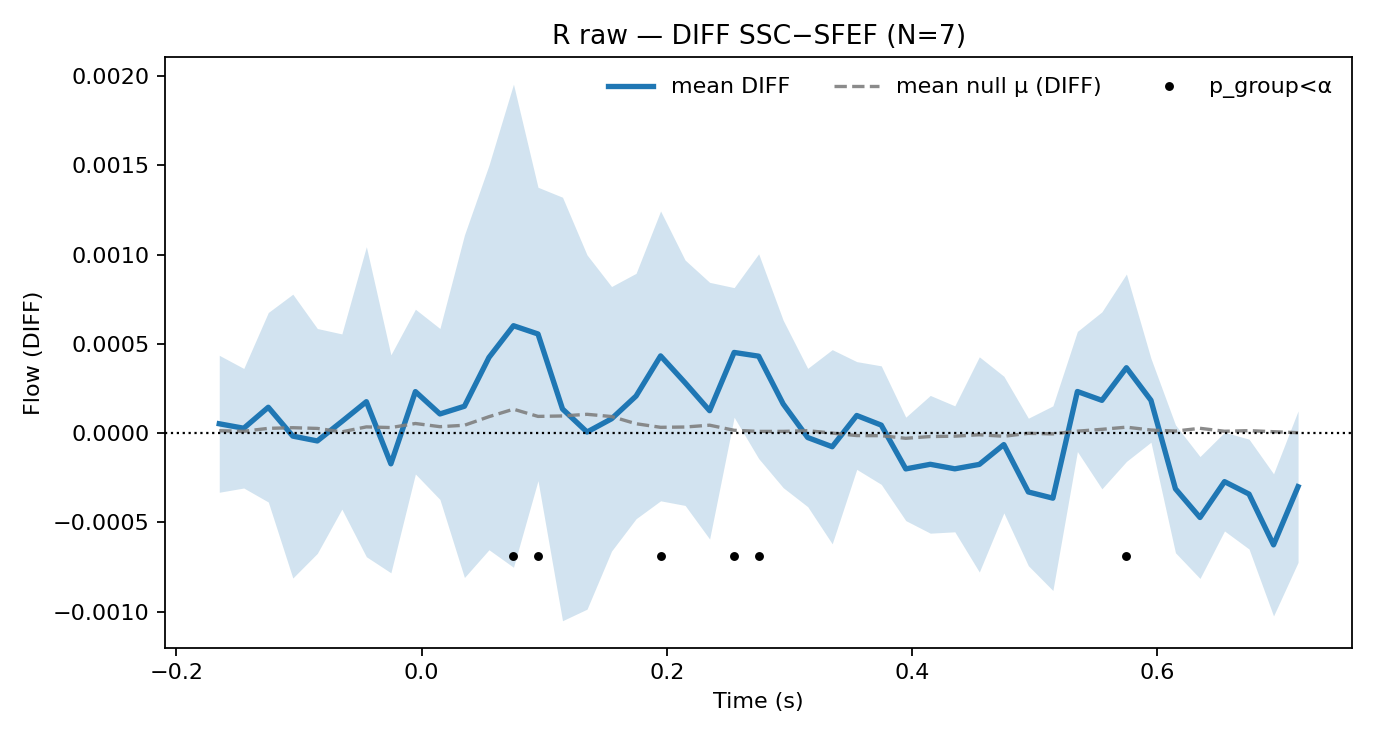 R raw — DIFF SSC−SFEF (N=7)
mean DIFF
mean null μ (DIFF)
p_group<α
Flow (DIFF)
0.0020
0.0015
0.0010
0.0005
0.0000
−0.0005
−0.0010
−0.2
0.0
0.2
0.4
0.6
Time (s)